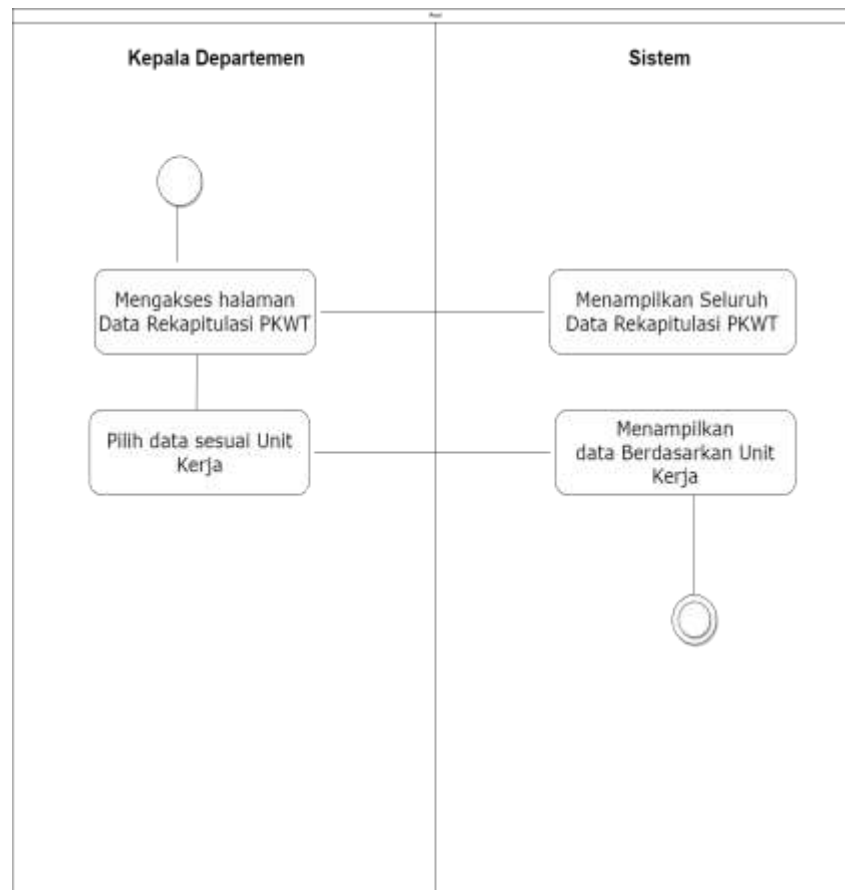 Pool
Kepala Departemen
Sistem
Mengakses halaman
Data Rekapitulasi PKWT
Menampilkan Seluruh
Data Rekapitulasi PKWT
Pilih data sesuai Unit
Kerja
Menampilkan
data Berdasarkan Unit
Kerja